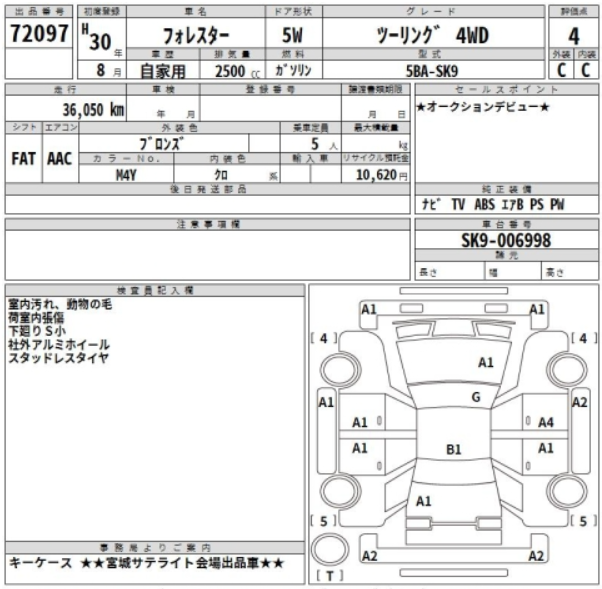 出品番号 初度登録 車名 ドア形状 グレード 評価点
72097 H30年 フォレスター 5W ツーリング 4WD 4
車歴 排気量 燃料 型式 外装 内装
8月 自家用 2500cc ガソリン 5BA-SK9 C C
走行 車検 登録番号 譲渡書類期限 セールスポイント
36,050 km 年 月 月 日 ★オークションデビュー★
シフト エアコン 外装色 乗車定員 最大積載量
FAT AAC ブロンズ 5人 kg
カラーNo. 内装色 輸入車 リサイクル預託金
M4Y クロ 系 10,620円
後日発送部品 純正装備
ナビ TV ABS エアB PS PW
注意事項欄 車台番号
SK9-006998
諸元
長さ 幅 高さ
検査員記入欄
室内汚れ、動物の毛
荷室内張傷
下廻りS小
社外アルミホイール
スタッドレスタイヤ
A1 A1
[4] [4]
A1
G
A1 A2
A1 A4
A1 B1 A1
A1
[5] [5]
A2 A2
[T]
事務局よりご案内
キーケース ★★宮城サテライト会場出品車★★